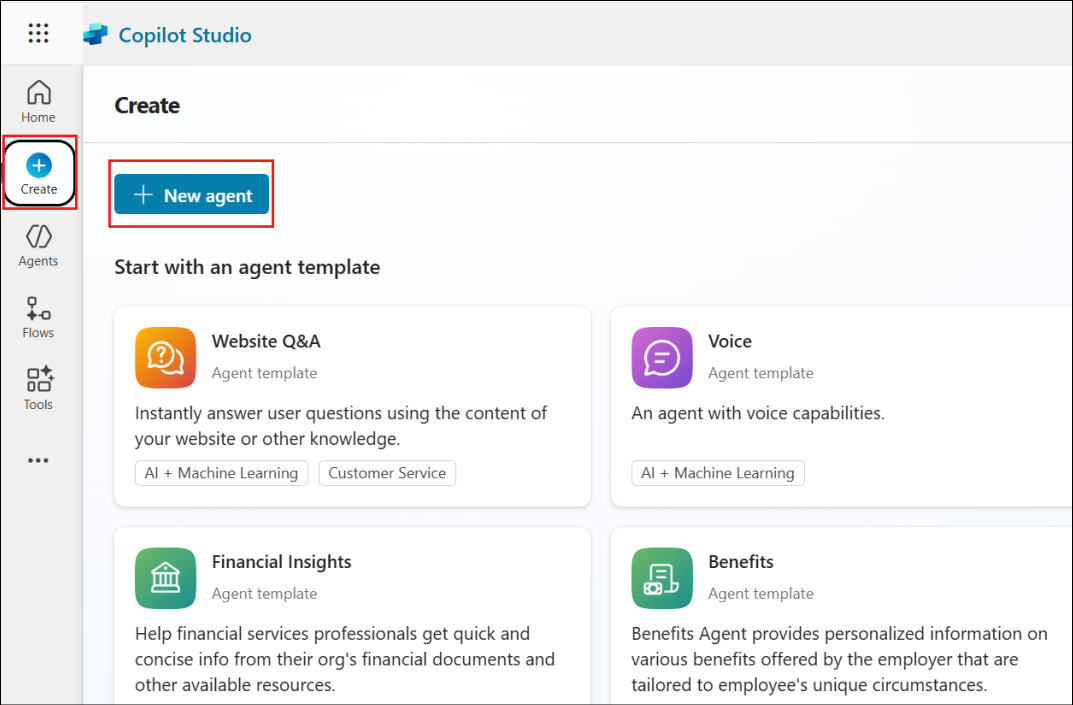 Copilot Studio
Home
Create
Agents
Flows
Tools
Create
New agent
Start with an agent template
Website Q&A
Agent template
Instantly answer user questions using the content of
your website or other knowledge.
AI + Machine Learning
Customer Service
Voice
Agent template
An agent with voice capabilities.
AI + Machine Learning
Financial Insights
Agent template
Help financial services professionals get quick and
concise info from their org's financial documents and
other available resources.
Benefits
Agent template
Benefits Agent provides personalized information on
various benefits offered by the employer that are
tailored to employee's unique circumstances.